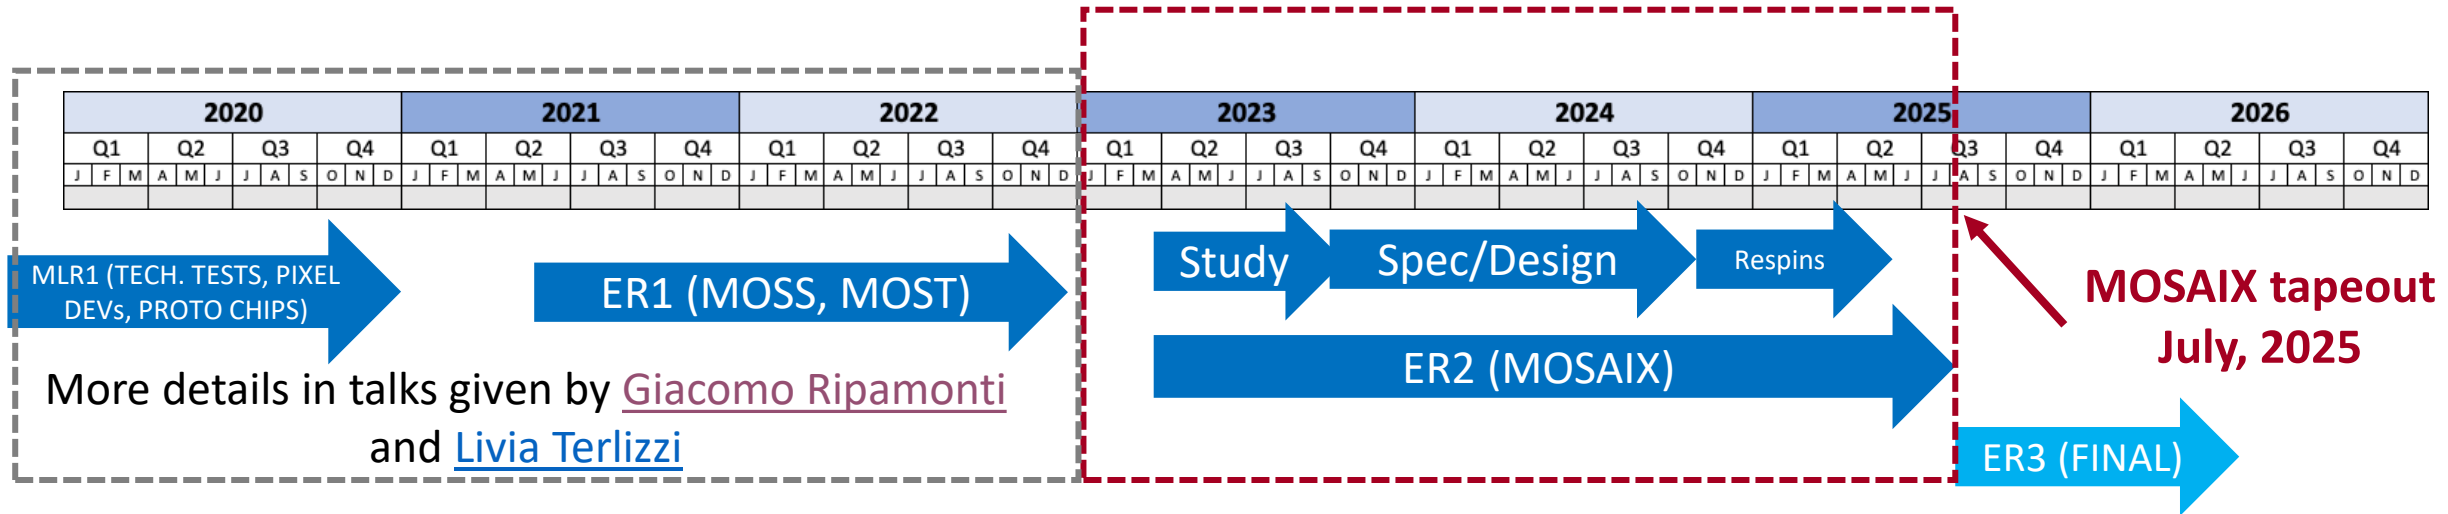 2020 2021 2022 2023 2024 2025 2026
Q1 Q2 Q3 Q4 Q1 Q2 Q3 Q4 Q1 Q2 Q3 Q4 Q1 Q2 Q3 Q4 Q1 Q2 Q3 Q4 Q1 Q2 Q3 Q4 Q1 Q2 Q3 Q4
J F M A M J J A S O N D J F M A M J J A S O N D J F M A M J J A S O N D J F M A M J J A S O N D J F M A M J J A S O N D J F M A M J J A S O N D J F M A M J J A S O N D
MLR1 (TECH. TESTS, PIXEL
DEVs, PROTO CHIPS)
ER1 (MOSS, MOST)
Study
Spec/Design
Respins
ER2 (MOSAIX)
MOSAIX tapeout
July, 2025
More details in talks given by Giacomo Ripamonti
and Livia Terlizzi
ER3 (FINAL)